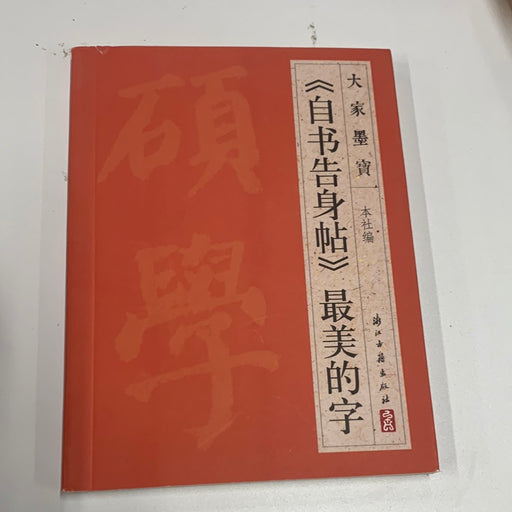 大家墨寶
本社编
《自书告身帖》最美的字
浙江古籍出版社
碩學